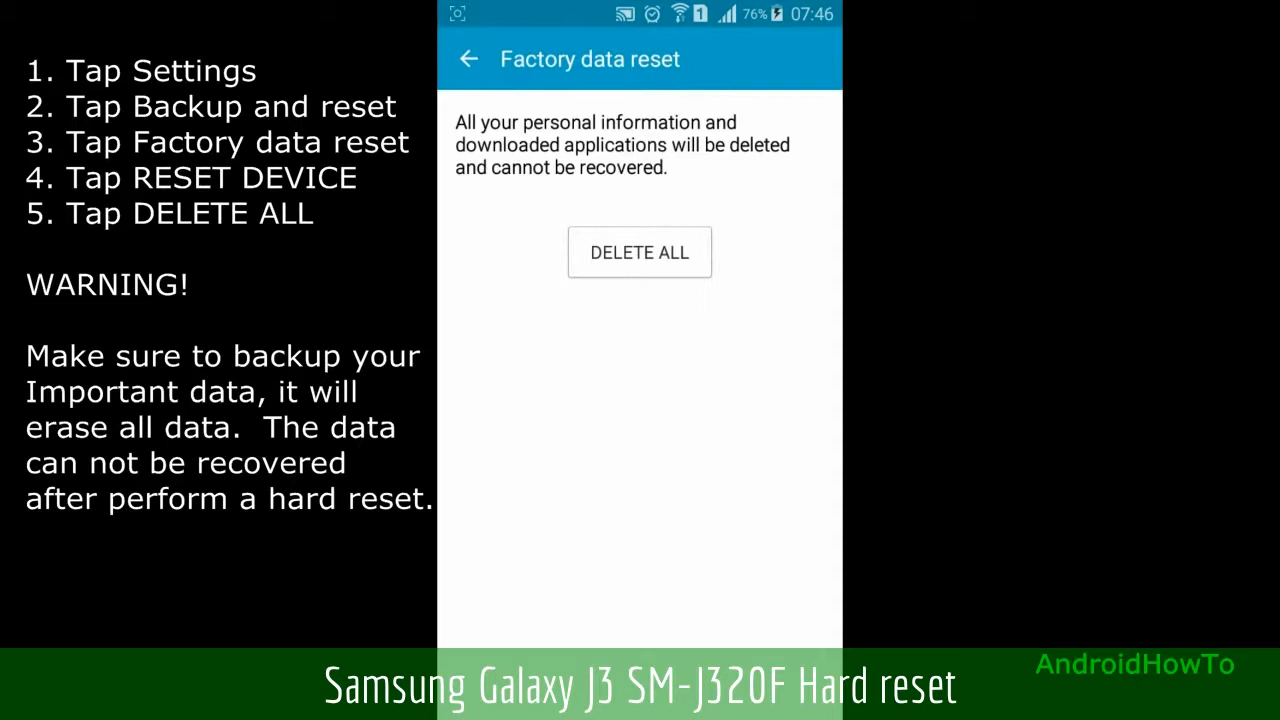 1. Tap Settings
2. Tap Backup and reset
3. Tap Factory data reset
4. Tap RESET DEVICE
5. Tap DELETE ALL
WARNING!
Make sure to backup your
Important data, it will
erase all data.  The data
can not be recovered
after perform a hard reset.
1 76% 07:46
Factory data reset
All your personal information and
downloaded applications will be deleted
and cannot be recovered.
DELETE ALL
AndroidHowTo
Samsung Galaxy J3 SM-J320F Hard reset